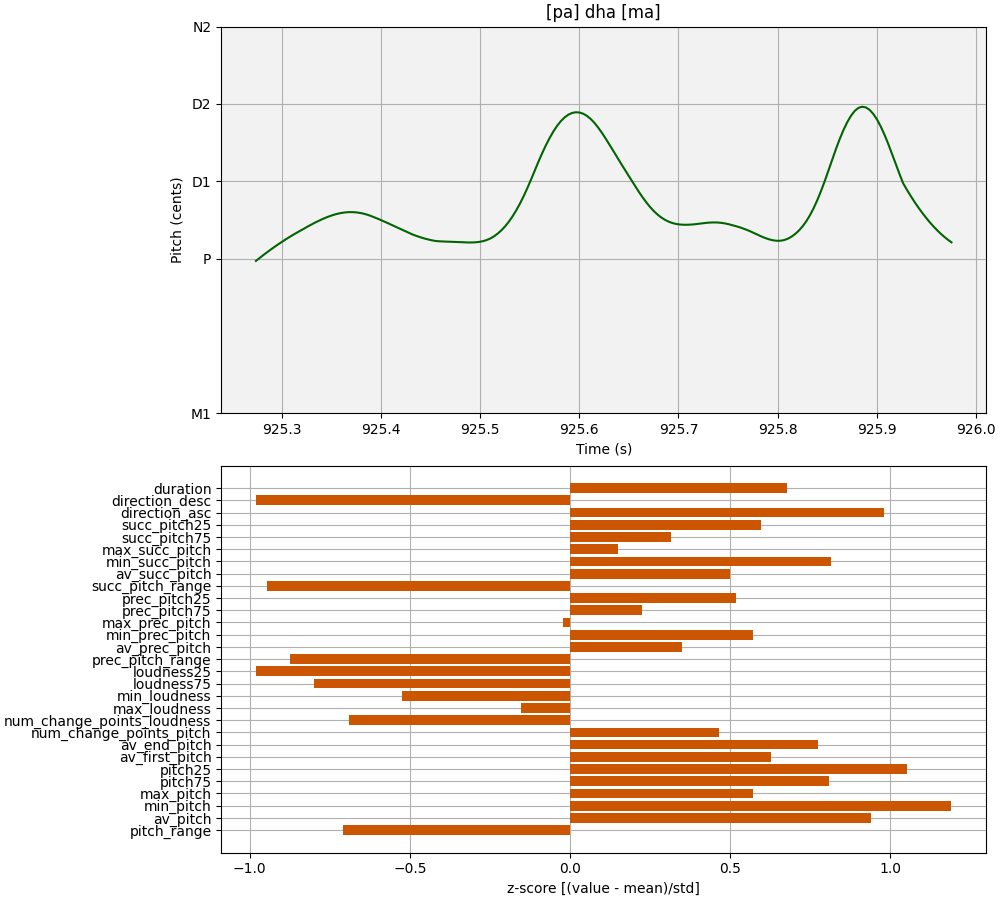 [pa] dha [ma]
N2
D2
D1
P
M1
Pitch (cents)
925.3 925.4 925.5 925.6 925.7 925.8 925.9 926.0
Time (s)
duration
direction_desc
direction_asc
succ_pitch25
succ_pitch75
max_succ_pitch
min_succ_pitch
av_succ_pitch
succ_pitch_range
prec_pitch25
prec_pitch75
max_prec_pitch
min_prec_pitch
av_prec_pitch
prec_pitch_range
loudness25
loudness75
min_loudness
max_loudness
num_change_points_loudness
num_change_points_pitch
av_end_pitch
av_first_pitch
pitch25
pitch75
max_pitch
min_pitch
av_pitch
pitch_range
−1.0 −0.5 0.0 0.5 1.0
z-score [(value - mean)/std]